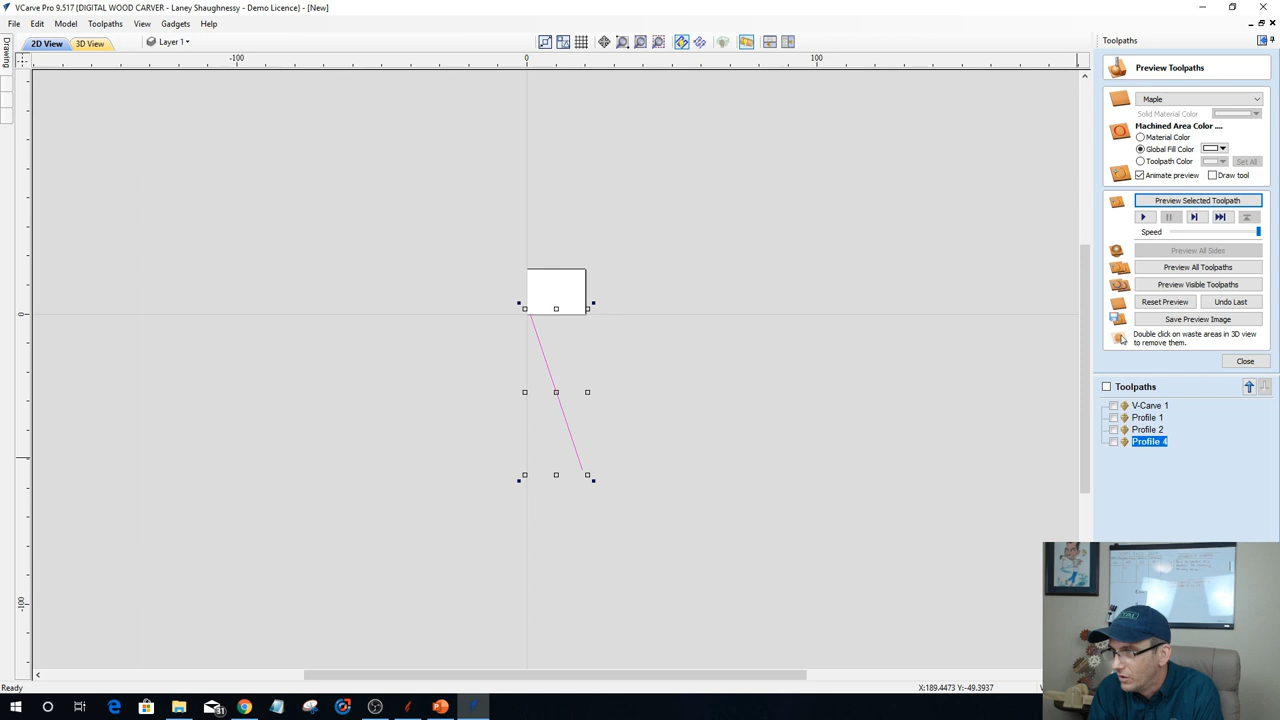 VCarve Pro 9.517 {DIGITAL WOOD CARVER - Laney Shaughnessy - Demo Licence} - [New]
File Edit Model Toolpaths View Gadgets Help
2D View 3D View Layer 1
Drawing
-100 0 100
0
-100
Toolpaths
Preview Toolpaths
Maple
Solid Material Color
Machined Area Color ....
Material Color
Global Fill Color
Toolpath Color Set All
Animate preview Draw tool
Preview Selected Toolpath
Speed
Preview All Sides
Preview All Toolpaths
Preview Visible Toolpaths
Reset Preview Undo Last
Save Preview Image
Double click on waste areas in 3D view
to remove them.
Close
Toolpaths
V-Carve 1
Profile 1
Profile 2
Profile 4
Ready X:189.4473 Y:-49.3937
31